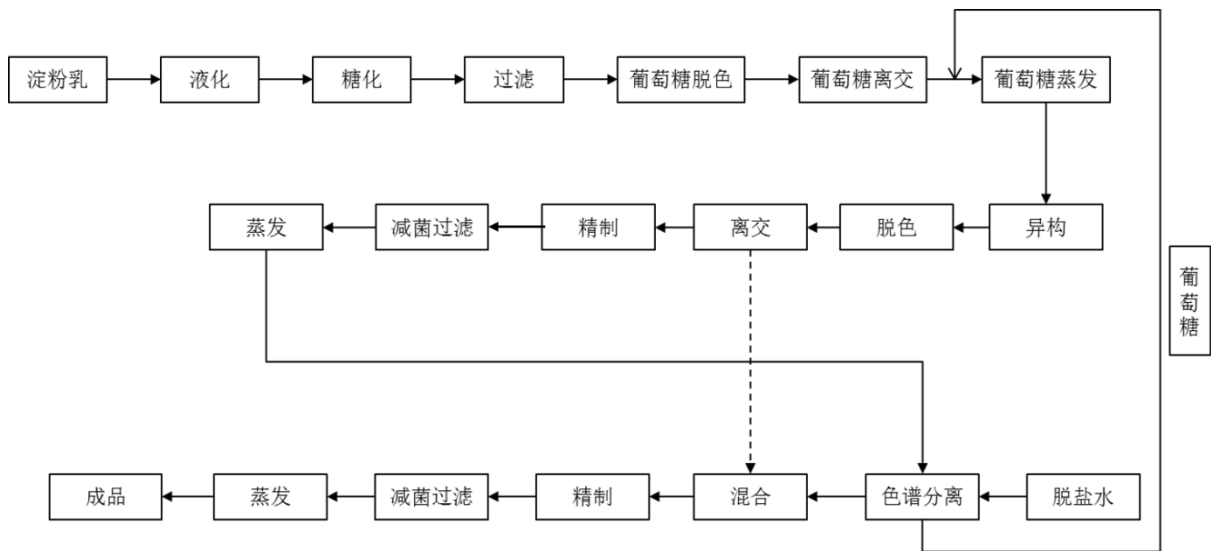 淀粉乳
液化
糖化
过滤
葡萄糖脱色
葡萄糖离交
葡萄糖蒸发
蒸发
减菌过滤
精制
离交
脱色
异构
葡
萄
糖
成品
蒸发
减菌过滤
精制
混合
色谱分离
脱盐水